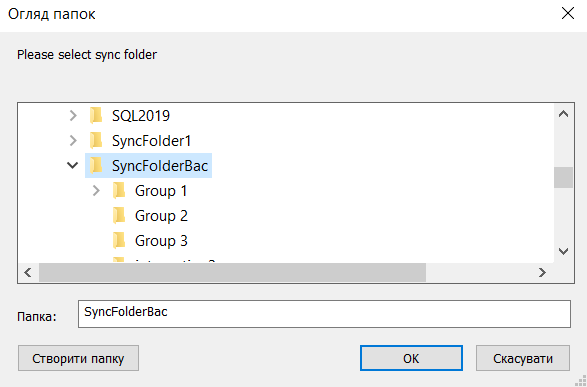 Огляд папок
Please select sync folder
SQL2019
SyncFolder1
SyncFolderBac
Group 1
Group 2
Group 3
Папка:
SyncFolderBac
Створити папку
OK
Скасувати